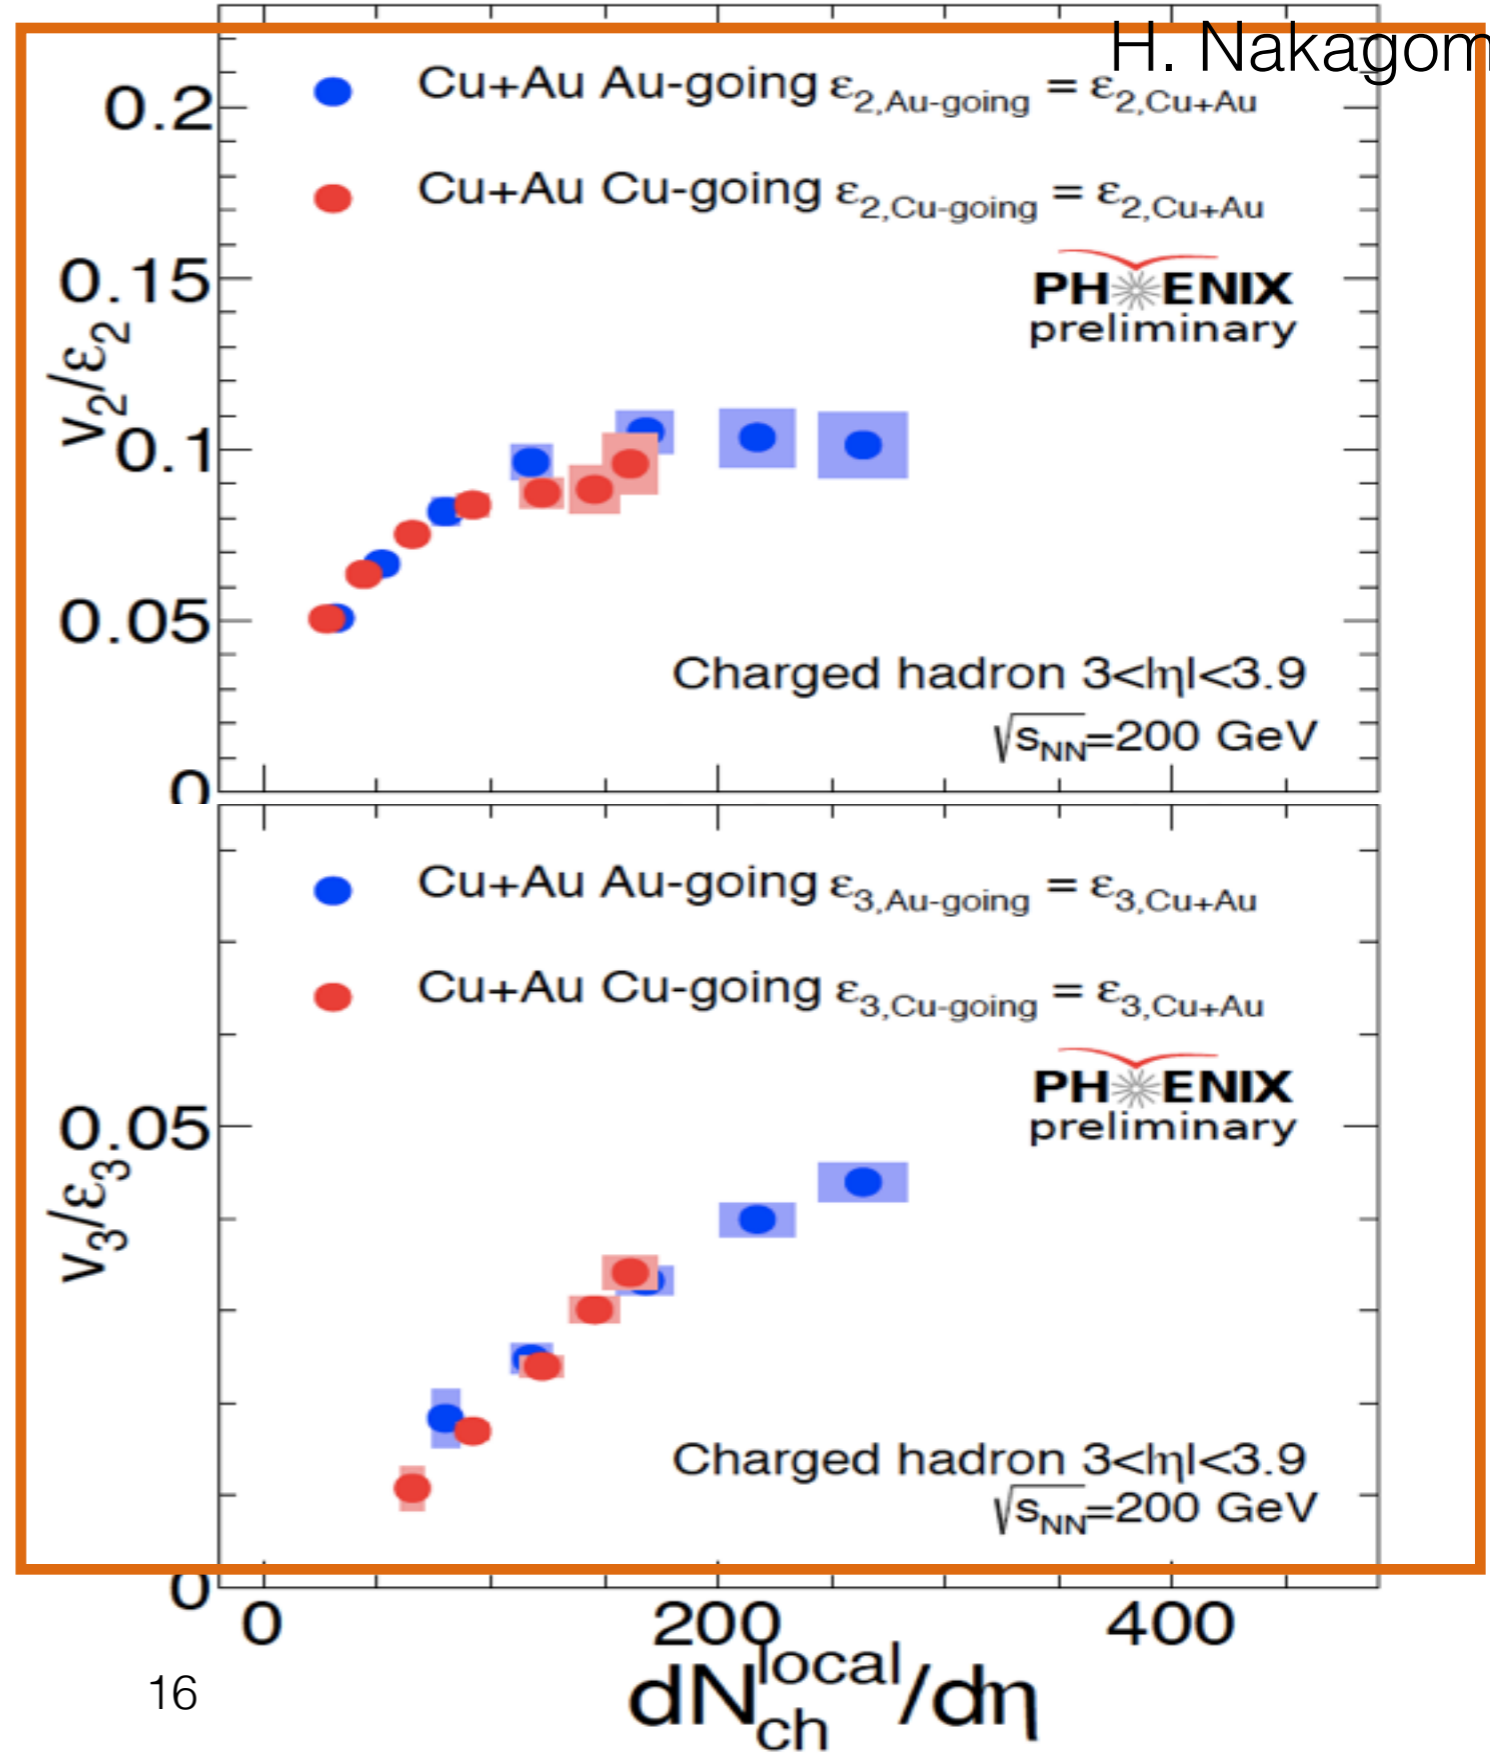 H. Nakagom
0.2
Cu+Au Au-going ε2,Au-going = ε2,Cu+Au
Cu+Au Cu-going ε2,Cu-going = ε2,Cu+Au
0.15
PHENIX
preliminary
v2/ε2
0.1
0.05
Charged hadron 3<|η|<3.9
√sNN=200 GeV
0
Cu+Au Au-going ε3,Au-going = ε3,Cu+Au
Cu+Au Cu-going ε3,Cu-going = ε3,Cu+Au
PHENIX
preliminary
0.05
v3/ε3
Charged hadron 3<|η|<3.9
√sNN=200 GeV
0
0 200 400
dNch^local/dη
16